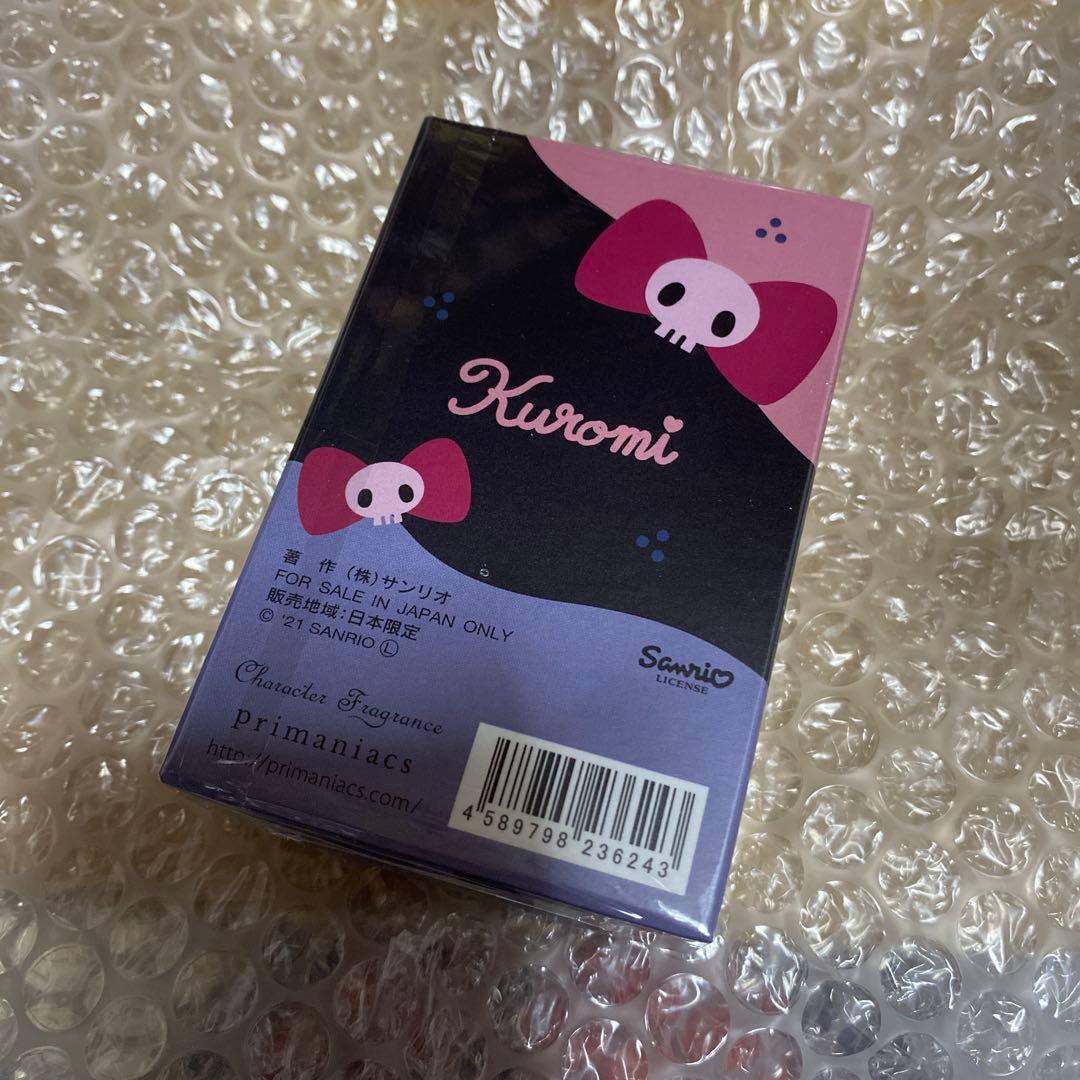 Kuromi
著 作 (株)サンリオ
FOR SALE IN JAPAN ONLY
販売地域:日本限定
© '21 SANRIO Ⓛ
Sanrio
LICENSE
Character Fragrance
primaniacs
http://primaniacs.com/
4 589798 236243